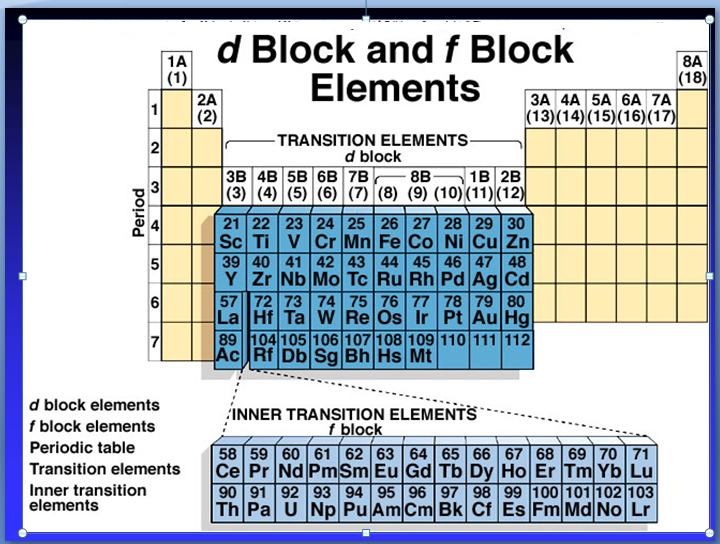 d Block and f Block
Elements
1A 8A
(1) (18)
2A 3A 4A 5A 6A 7A
(2) (13) (14) (15) (16) (17)
1
TRANSITION ELEMENTS
d block
2
3B 4B 5B 6B 7B 8B 1B 2B
(3) (4) (5) (6) (7) (8) (9) (10) (11) (12)
3
Period
4
21 22 23 24 25 26 27 28 29 30
Sc Ti V Cr Mn Fe Co Ni Cu Zn
5
39 40 41 42 43 44 45 46 47 48
Y Zr Nb Mo Tc Ru Rh Pd Ag Cd
6
57 72 73 74 75 76 77 78 79 80
La Hf Ta W Re Os Ir Pt Au Hg
7
89 104 105 106 107 108 109 110 111 112
Ac Rf Db Sg Bh Hs Mt
d block elements
f block elements
Periodic table
Transition elements
Inner transition
elements
INNER TRANSITION ELEMENTS
f block
58 59 60 61 62 63 64 65 66 67 68 69 70 71
Ce Pr Nd Pm Sm Eu Gd Tb Dy Ho Er Tm Yb Lu
90 91 92 93 94 95 96 97 98 99 100 101 102 103
Th Pa U Np Pu Am Cm Bk Cf Es Fm Md No Lr